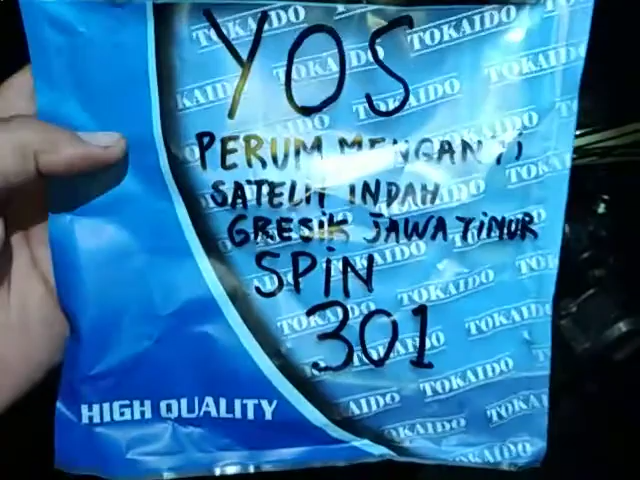 YOS
PERUM MENGANTI
SATELIT INDAH
GRESIK JAWA TIMUR
SPIN
301
HIGH QUALITY
TOKAIDO